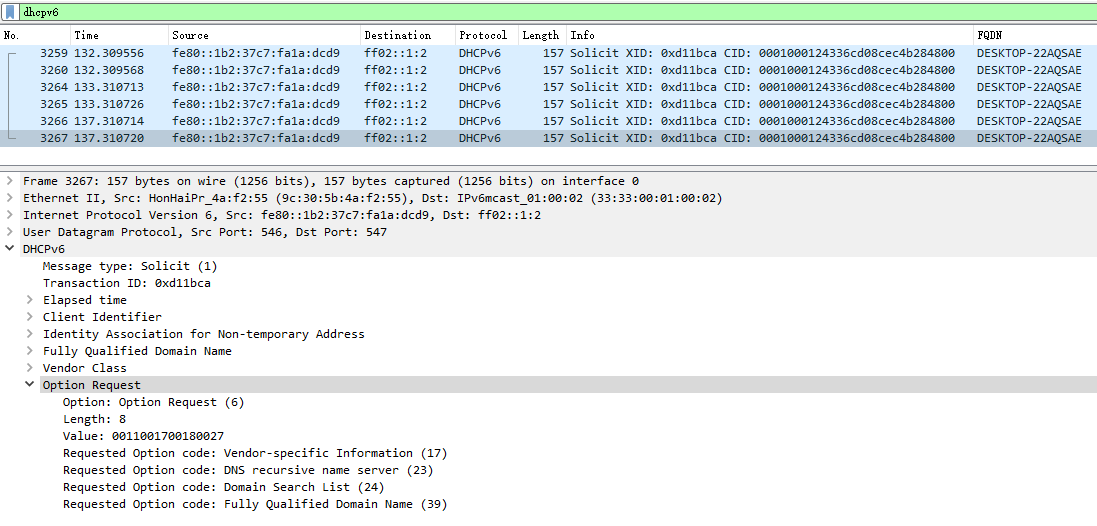 dhcpv6
No. Time Source Destination Protocol Length Info FQDN
3259 132.309556 fe80::1b2:37c7:fa1a:dcd9 ff02::1:2 DHCPv6 157 Solicit XID: 0xd11bca CID: 0001000124336cd08cec4b284800 DESKTOP-22AQSAE
3260 132.309568 fe80::1b2:37c7:fa1a:dcd9 ff02::1:2 DHCPv6 157 Solicit XID: 0xd11bca CID: 0001000124336cd08cec4b284800 DESKTOP-22AQSAE
3264 133.310713 fe80::1b2:37c7:fa1a:dcd9 ff02::1:2 DHCPv6 157 Solicit XID: 0xd11bca CID: 0001000124336cd08cec4b284800 DESKTOP-22AQSAE
3265 133.310726 fe80::1b2:37c7:fa1a:dcd9 ff02::1:2 DHCPv6 157 Solicit XID: 0xd11bca CID: 0001000124336cd08cec4b284800 DESKTOP-22AQSAE
3266 137.310714 fe80::1b2:37c7:fa1a:dcd9 ff02::1:2 DHCPv6 157 Solicit XID: 0xd11bca CID: 0001000124336cd08cec4b284800 DESKTOP-22AQSAE
3267 137.310720 fe80::1b2:37c7:fa1a:dcd9 ff02::1:2 DHCPv6 157 Solicit XID: 0xd11bca CID: 0001000124336cd08cec4b284800 DESKTOP-22AQSAE
Frame 3267: 157 bytes on wire (1256 bits), 157 bytes captured (1256 bits) on interface 0
Ethernet II, Src: HonHaiPr_4a:f2:55 (9c:30:5b:4a:f2:55), Dst: IPv6mcast_01:00:02 (33:33:00:01:00:02)
Internet Protocol Version 6, Src: fe80::1b2:37c7:fa1a:dcd9, Dst: ff02::1:2
User Datagram Protocol, Src Port: 546, Dst Port: 547
DHCPv6
Message type: Solicit (1)
Transaction ID: 0xd11bca
Elapsed time
Client Identifier
Identity Association for Non-temporary Address
Fully Qualified Domain Name
Vendor Class
Option Request
Option: Option Request (6)
Length: 8
Value: 0011001700180027
Requested Option code: Vendor-specific Information (17)
Requested Option code: DNS recursive name server (23)
Requested Option code: Domain Search List (24)
Requested Option code: Fully Qualified Domain Name (39)